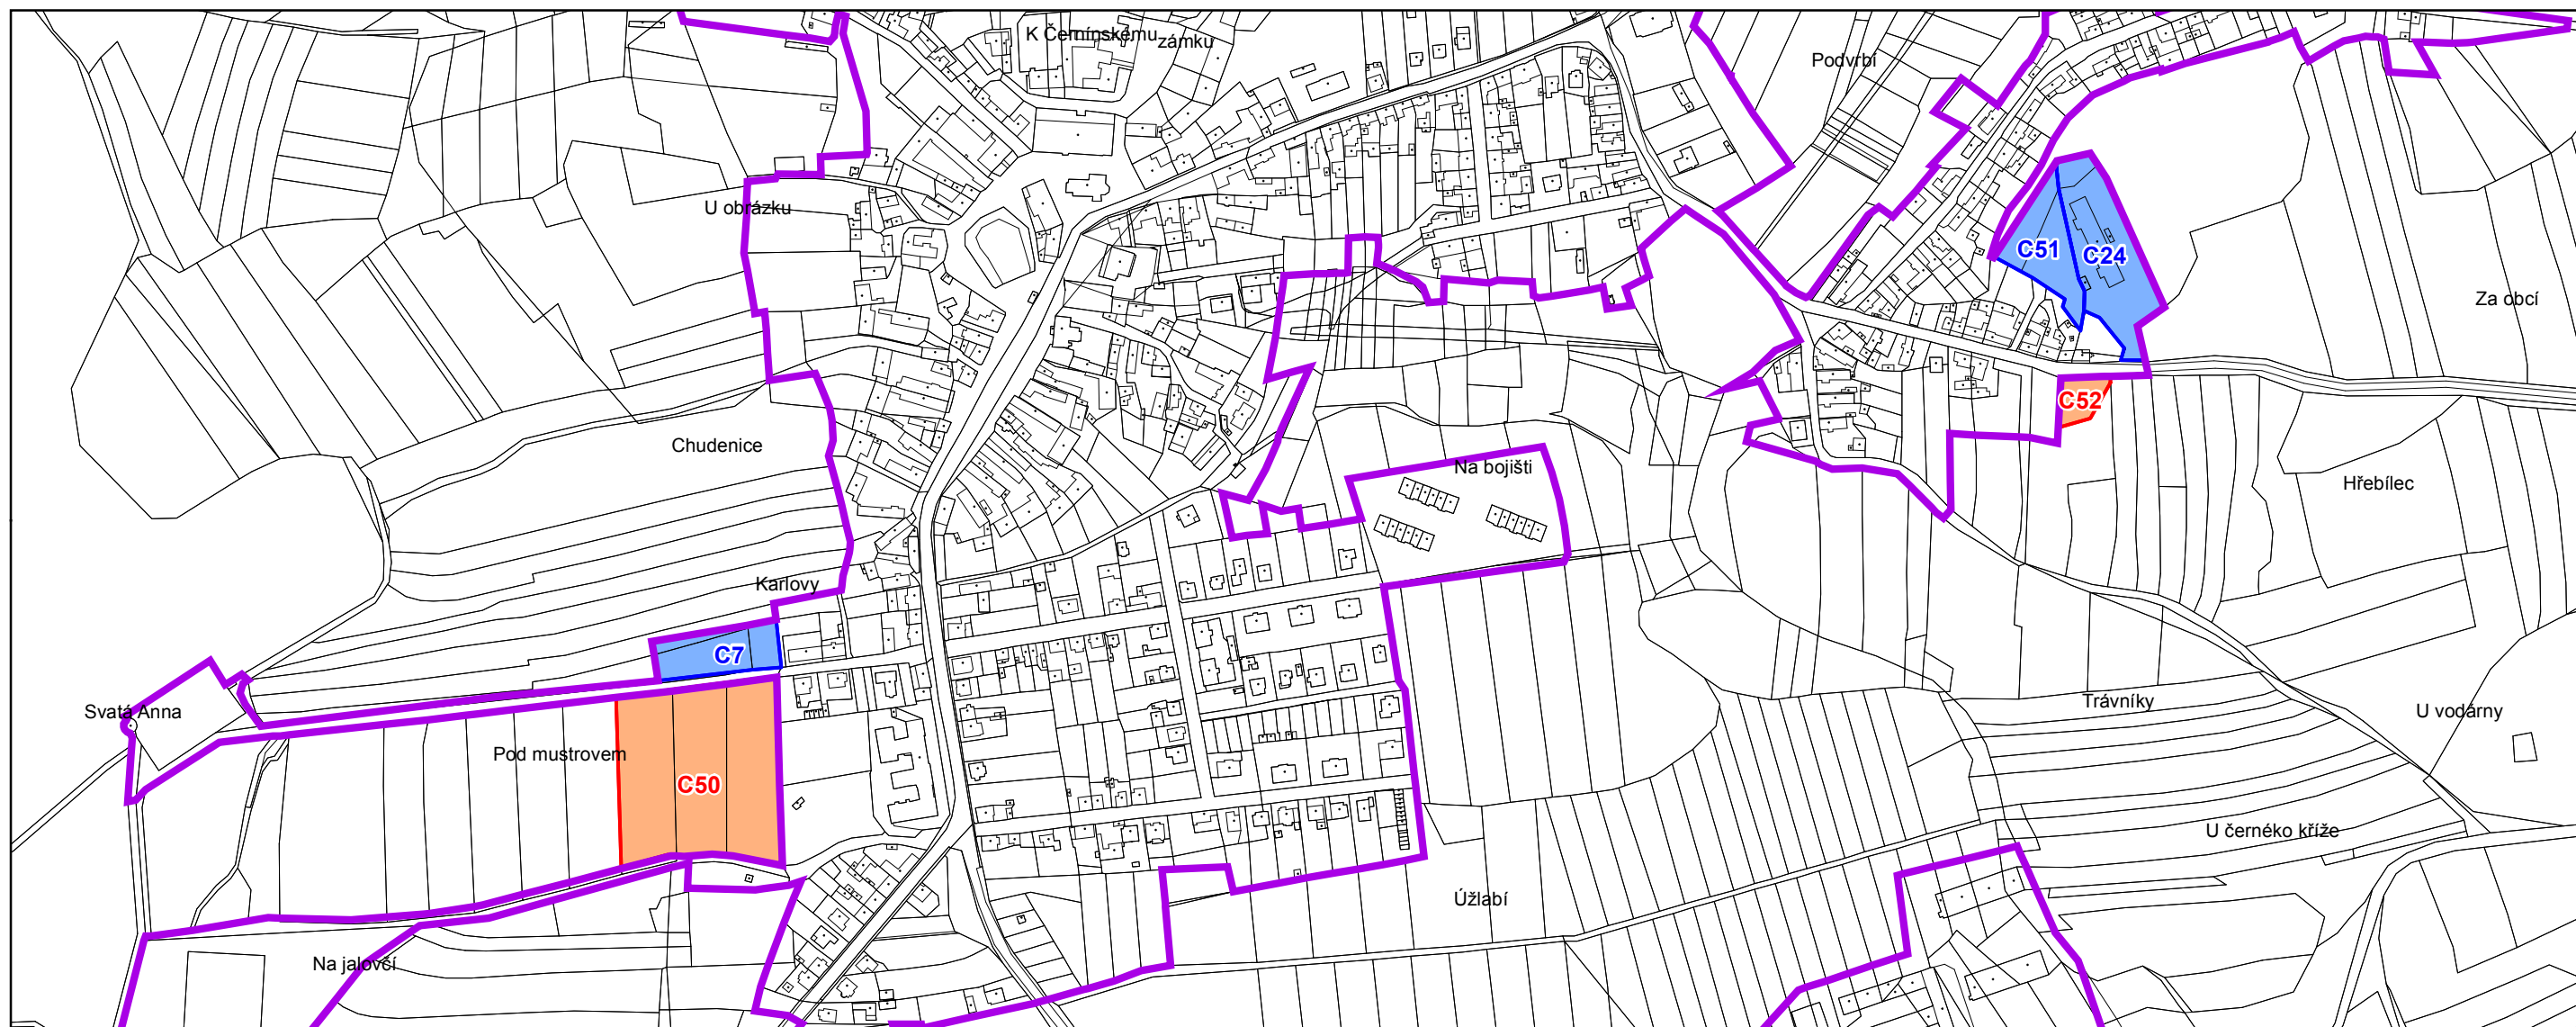 K Černínskému zámku
Podvrbí
U obrázku
C51
C24
Za obcí
C52
Chudenice
Na bojišti
Hřebílec
Karlovy
C7
Svatá Anna
Trávníky
U vodárny
Pod mustrovem
C50
U černéko kříže
Úžlabí
Na jalovčí